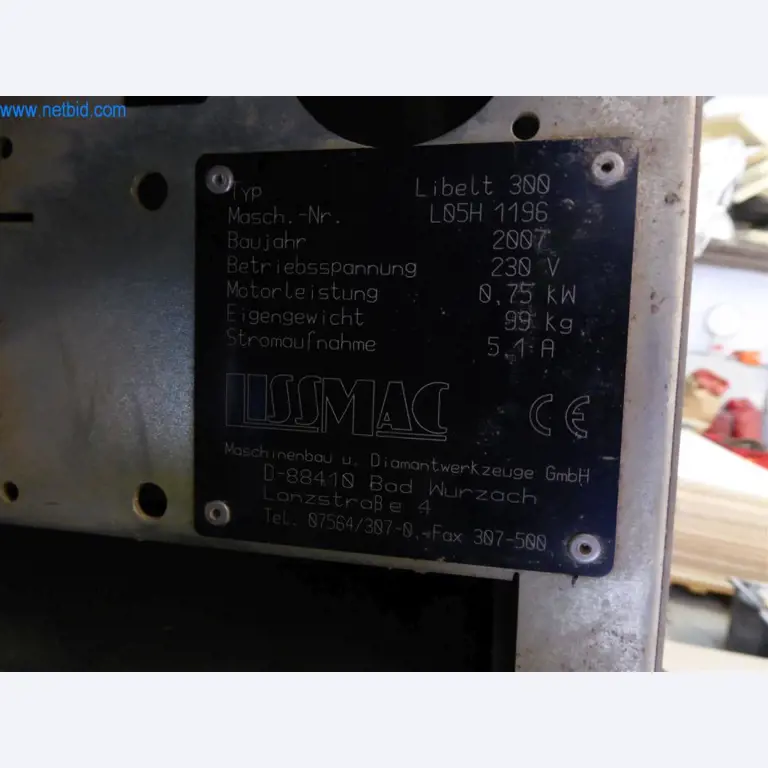 www.netbid.com
Typ Libelt 300
Masch.-Nr. L05H 1196
Baujahr 2007
Betriebsspannung 230 V
Motorleistung 0,75 kW
Eigengewicht 99 kg
Stromaufnahme 5.1 A
LISSMAC CE
Maschinenbau u. Diamantwerkzeuge GmbH
D-88410 Bad Wurzach
Lanzstraße 4
Tel. 07564/307-0, Fax 307-500